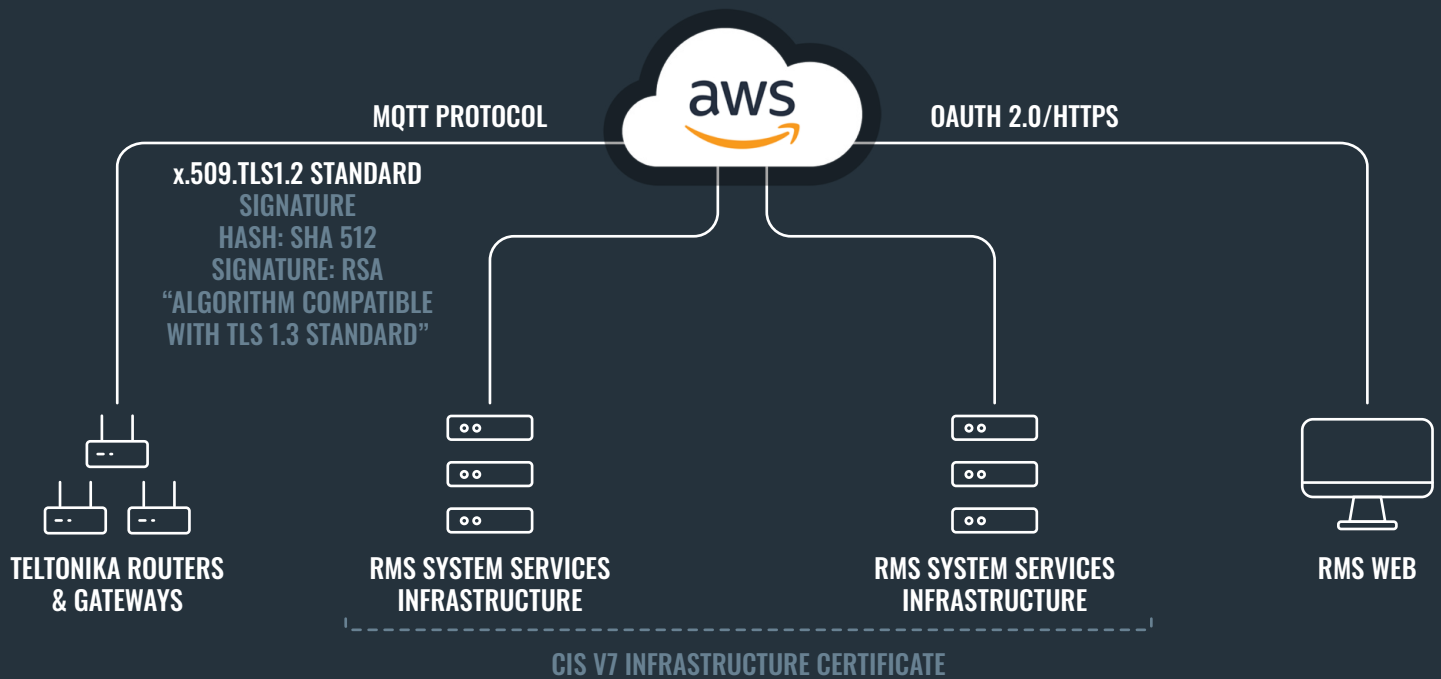 aws
MQTT PROTOCOL
OAUTH 2.0/HTTPS
x.509.TLS1.2 STANDARD
SIGNATURE
HASH: SHA 512
SIGNATURE: RSA
“ALGORITHM COMPATIBLE
WITH TLS 1.3 STANDARD”
TELTONIKA ROUTERS
& GATEWAYS
RMS SYSTEM SERVICES
INFRASTRUCTURE
RMS SYSTEM SERVICES
INFRASTRUCTURE
RMS WEB
CIS V7 INFRASTRUCTURE CERTIFICATE